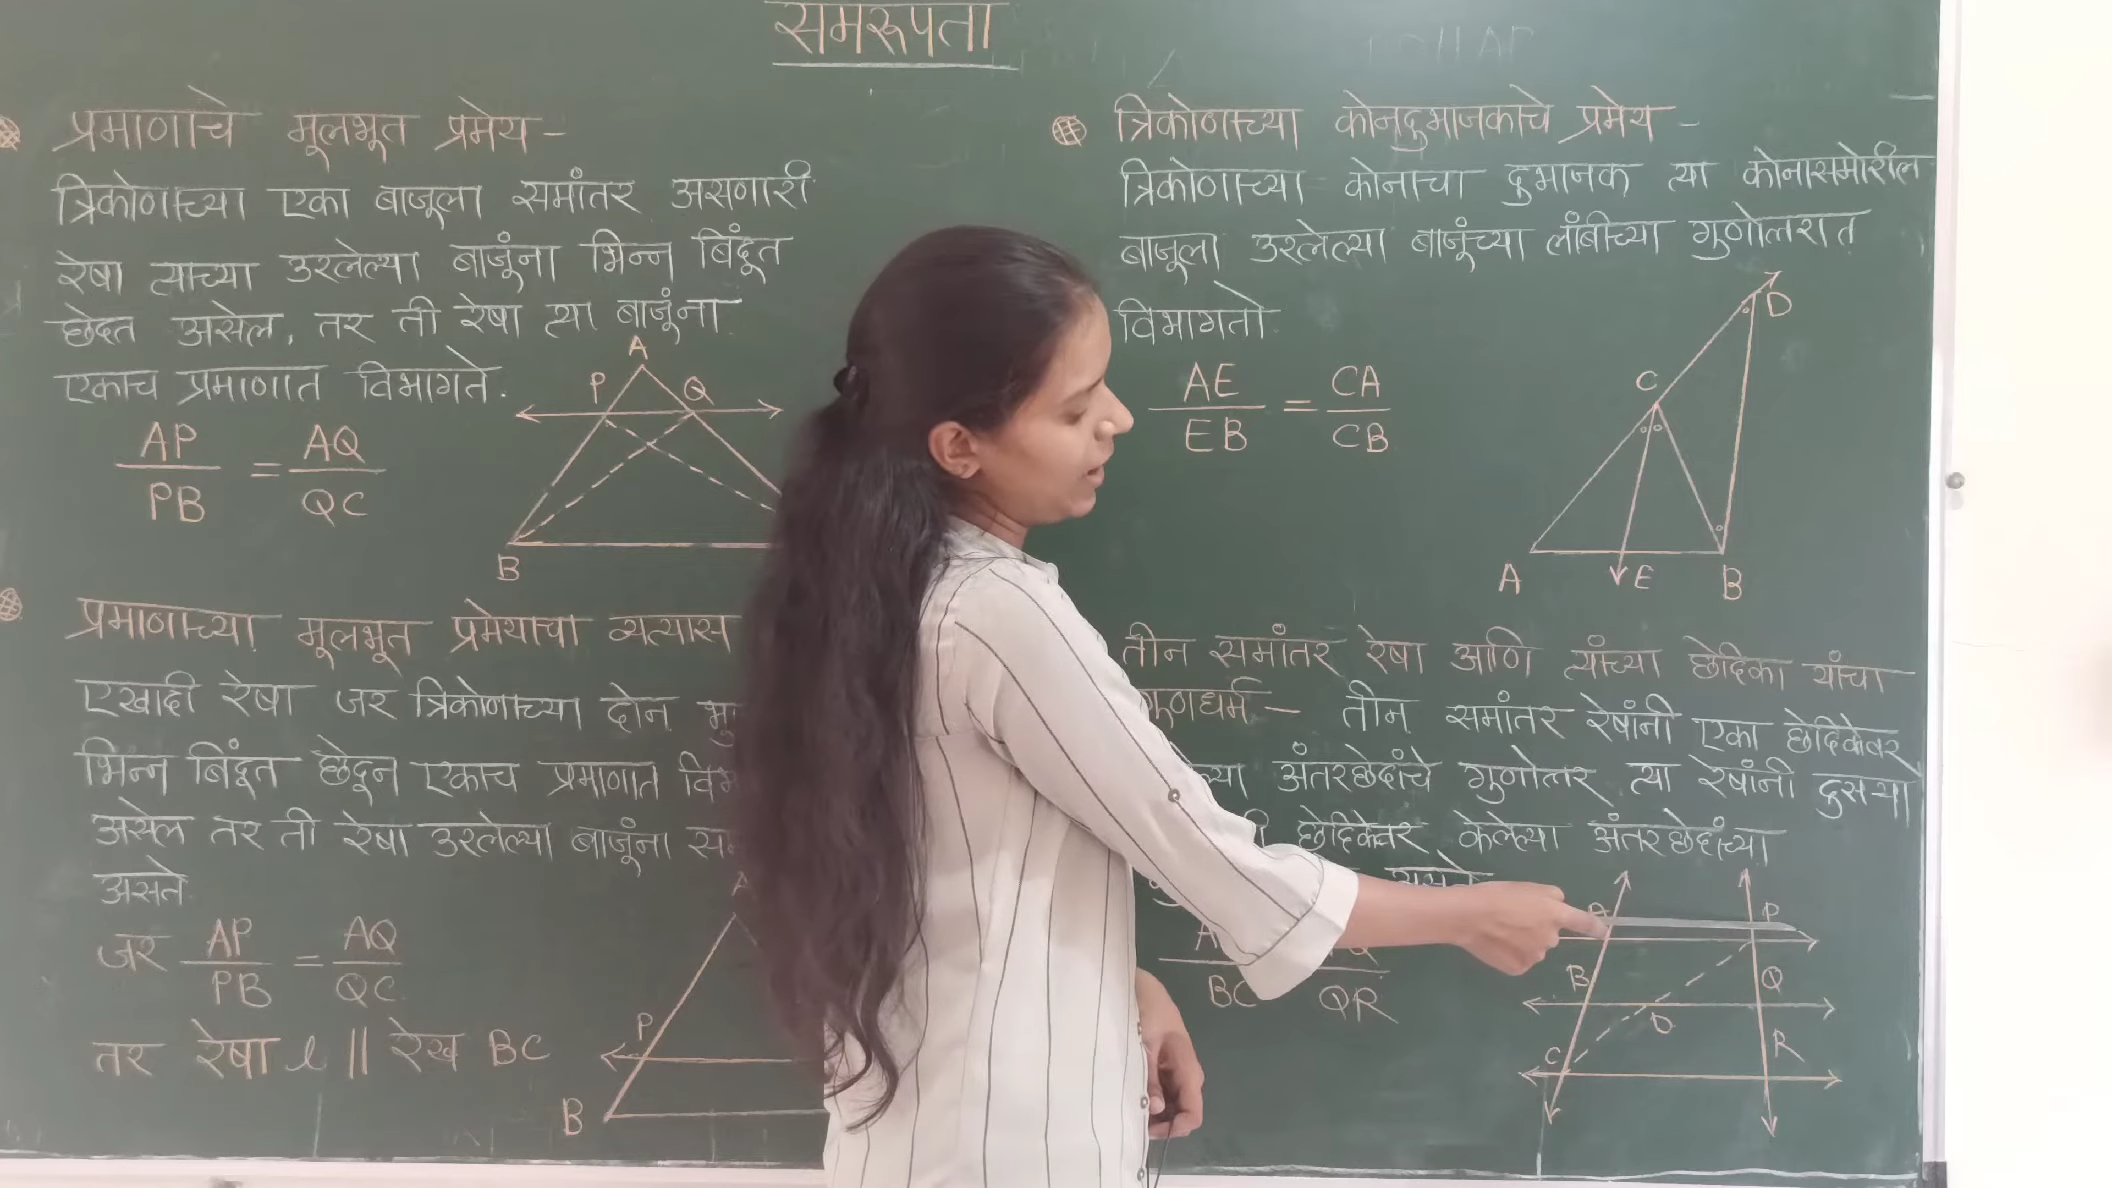 समरूपता
प्रमाणाचे मूलभूत प्रमेय -
त्रिकोणाच्या एका बाजूला समांतर असणारी
रेषा त्याच्या उरलेल्या बाजूंना भिन्न बिंदूत
छेदत असेल, तर ती रेषा त्या बाजूंना
एकाच प्रमाणात विभागते.
AP/PB = AQ/QC
A
P Q
B
प्रमाणाच्या मूलभूत प्रमेयाचा व्यत्यास
एखादी रेषा जर त्रिकोणाच्या दोन
भिन्न बिंदूत छेदून एकाच प्रमाणात
असेल तर ती रेषा उरलेल्या बाजूंना
असते.
जर AP/PB = AQ/QC
तर रेषा l || रेख BC
A
P
B
त्रिकोणाच्या कोनदुभाजकाचे प्रमेय -
त्रिकोणाच्या कोनाचा दुभाजक त्या कोनासमोरील
बाजूला उरलेल्या बाजूंच्या लांबीच्या गुणोत्तरात
विभागतो.
AE/EB = CA/CB
D
C
A E B
तीन समांतर रेषा आणि त्यांच्या छेदिका यांचा
गुणधर्म - तीन समांतर रेषांनी एका छेदिकेवर
अंतरछेदांचे गुणोत्तर त्या रेषांनी दुसऱ्या
छेदिकेवर केलेल्या अंतरछेदांच्या
असते
BC QR
A P
B Q
D
C R